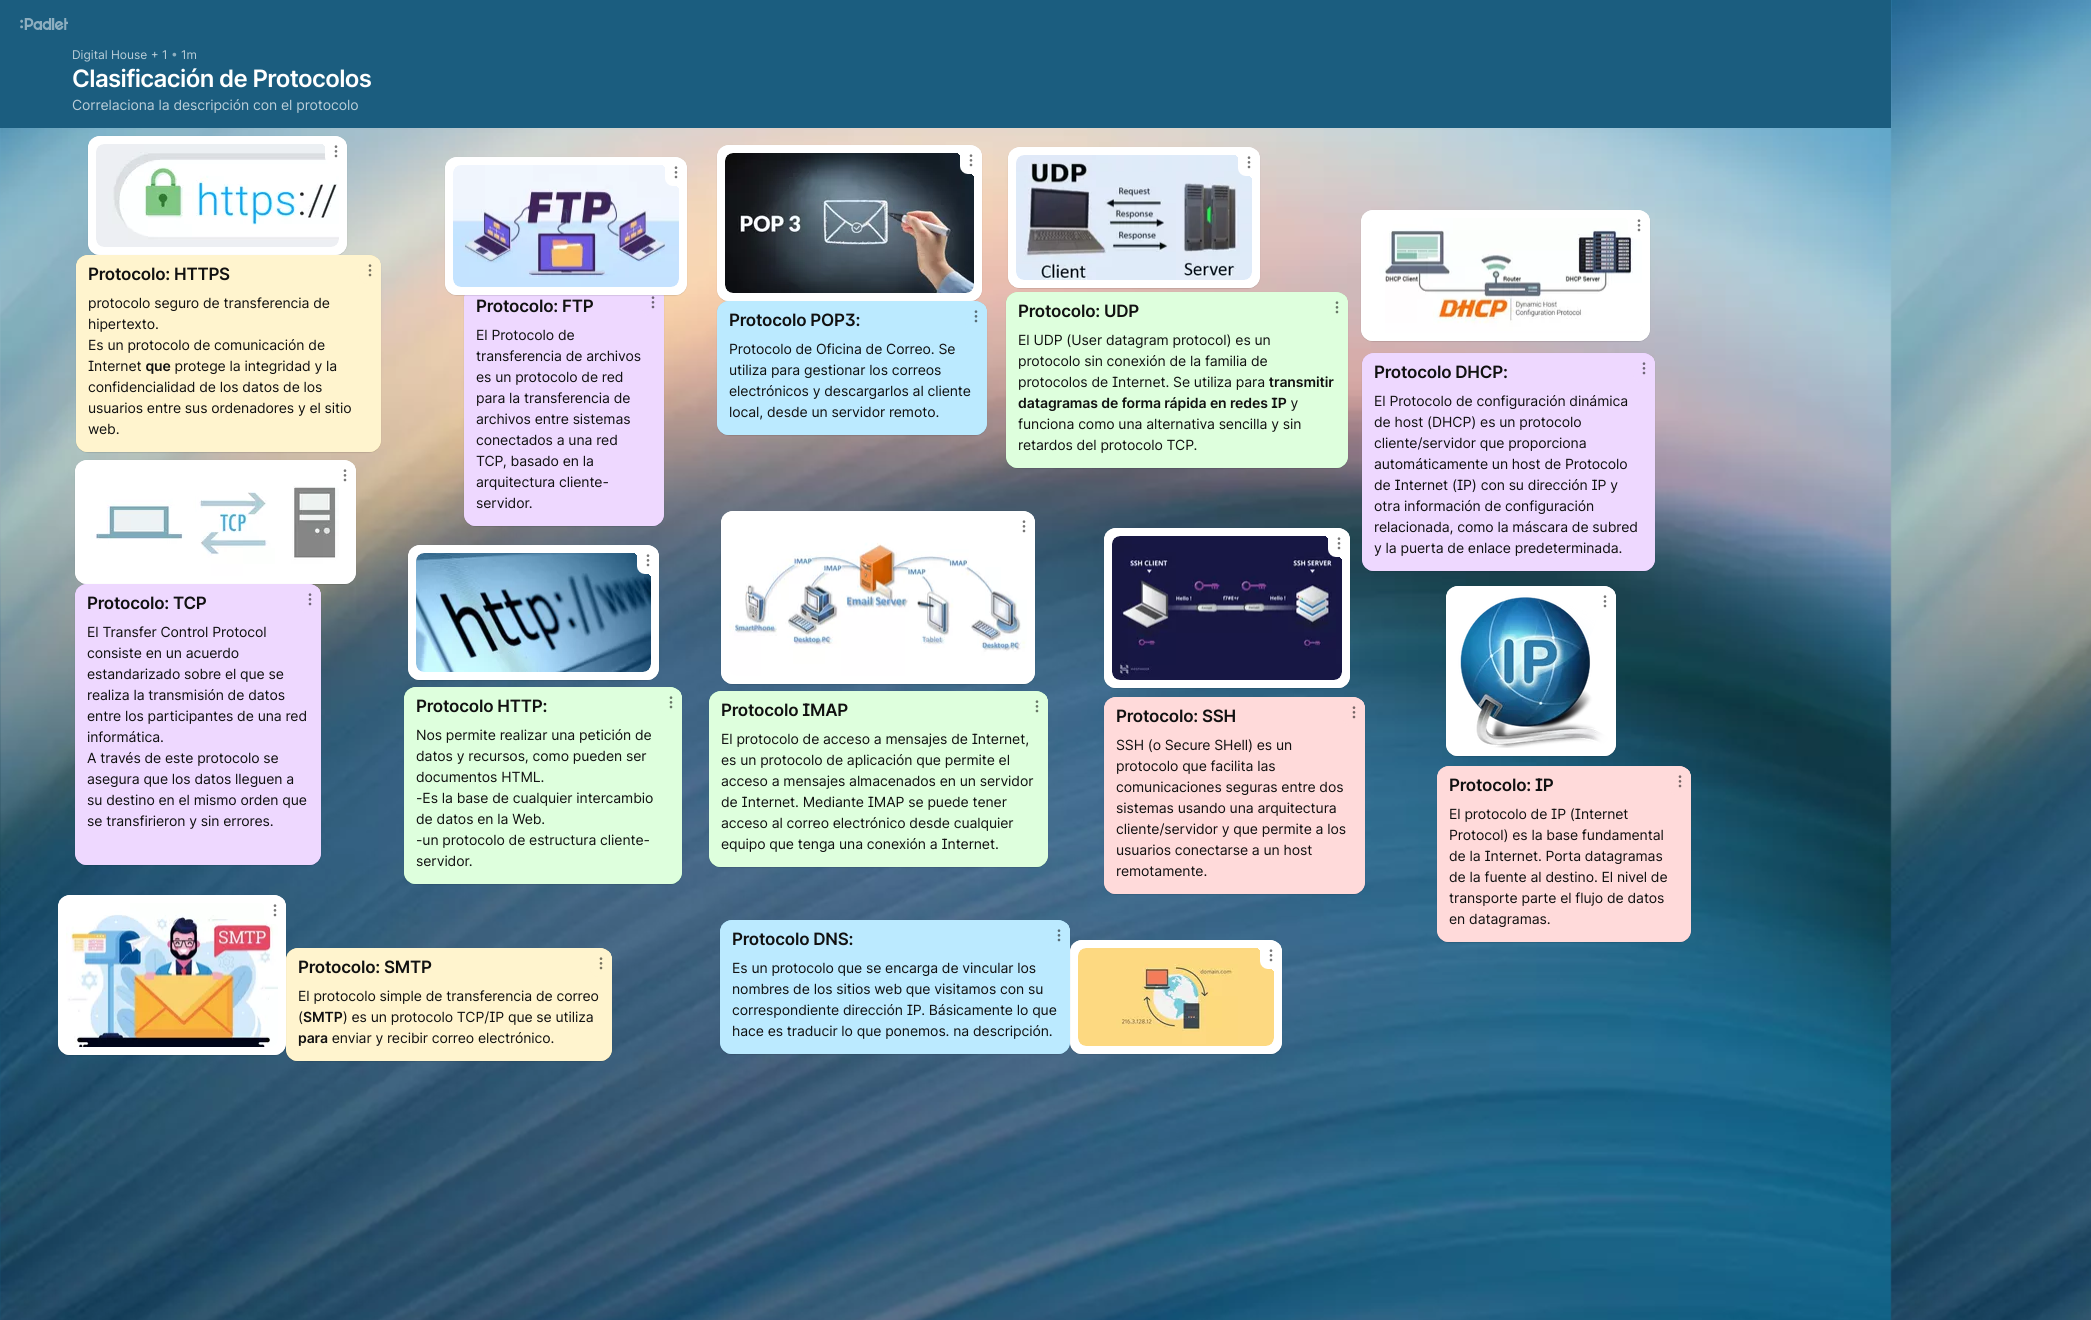 :Padlet
Digital House + 1 • 1m
Clasificación de Protocolos
Correlaciona la descripción con el protocolo
https://
Protocolo: HTTPS
protocolo seguro de transferencia de
hipertexto.
Es un protocolo de comunicación de
Internet que protege la integridad y la
confidencialidad de los datos de los
usuarios entre sus ordenadores y el sitio
web.
FTP
Protocolo: FTP
El Protocolo de
transferencia de archivos
es un protocolo de red
para la transferencia de
archivos entre sistemas
conectados a una red
TCP, basado en la
arquitectura cliente-
servidor.
POP 3
Protocolo POP3:
Protocolo de Oficina de Correo. Se
utiliza para gestionar los correos
electrónicos y descargarlos al cliente
local, desde un servidor remoto.
UDP
Request
Response
Response
Client
Server
Protocolo: UDP
El UDP (User datagram protocol) es un
protocolo sin conexión de la familia de
protocolos de Internet. Se utiliza para transmitir
datagramas de forma rápida en redes IP y
funciona como una alternativa sencilla y sin
retardos del protocolo TCP.
DHCP Client
Router
DHCP Server
DHCP
Dynamic Host
Configuration Protocol
Protocolo DHCP:
El Protocolo de configuración dinámica
de host (DHCP) es un protocolo
cliente/servidor que proporciona
automáticamente un host de Protocolo
de Internet (IP) con su dirección IP y
otra información de configuración
relacionada, como la máscara de subred
y la puerta de enlace predeterminada.
TCP
Protocolo: TCP
El Transfer Control Protocol
consiste en un acuerdo
estandarizado sobre el que se
realiza la transmisión de datos
entre los participantes de una red
informática.
A través de este protocolo se
asegura que los datos lleguen a
su destino en el mismo orden que
se transfirieron y sin errores.
http://www
Protocolo HTTP:
Nos permite realizar una petición de
datos y recursos, como pueden ser
documentos HTML.
-Es la base de cualquier intercambio
de datos en la Web.
-un protocolo de estructura cliente-
servidor.
IMAP
IMAP
IMAP
IMAP
Email Server
SmartPhone
Desktop PC
Tablet
Desktop PC
Protocolo IMAP
El protocolo de acceso a mensajes de Internet,
es un protocolo de aplicación que permite el
acceso a mensajes almacenados en un servidor
de Internet. Mediante IMAP se puede tener
acceso al correo electrónico desde cualquier
equipo que tenga una conexión a Internet.
SSH CLIENT
SSH SERVER
Hello !
Hello !
Protocolo: SSH
SSH (o Secure SHell) es un
protocolo que facilita las
comunicaciones seguras entre dos
sistemas usando una arquitectura
cliente/servidor y que permite a los
usuarios conectarse a un host
remotamente.
IP
Protocolo: IP
El protocolo de IP (Internet
Protocol) es la base fundamental
de la Internet. Porta datagramas
de la fuente al destino. El nivel de
transporte parte el flujo de datos
en datagramas.
SMTP
Protocolo: SMTP
El protocolo simple de transferencia de correo
(SMTP) es un protocolo TCP/IP que se utiliza
para enviar y recibir correo electrónico.
Protocolo DNS:
Es un protocolo que se encarga de vincular los
nombres de los sitios web que visitamos con su
correspondiente dirección IP. Básicamente lo que
hace es traducir lo que ponemos. na descripción.
domain.com
216.3.128.12